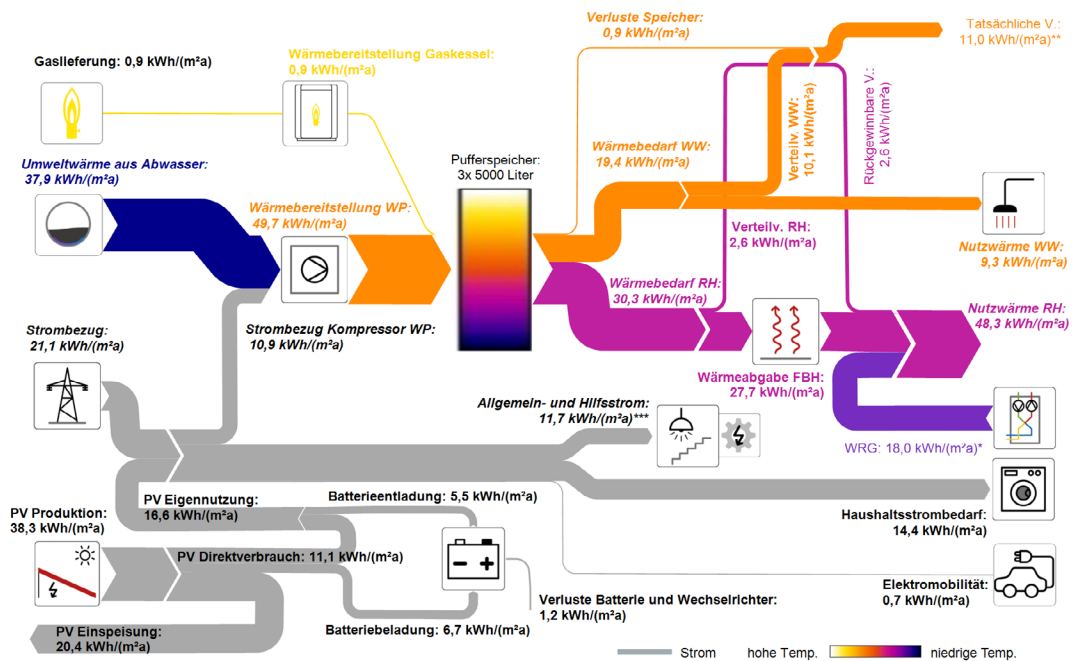 Verluste Speicher:
0,9 kWh/(m²a)
Tatsächliche V.:
11,0 kWh/(m²a)**
Gaslieferung: 0,9 kWh/(m²a)
Wärmebereitstellung Gaskessel:
0,9 kWh/(m²a)
Verteilv. WW:
10,1 kWh/(m²a)
Rückgewinnbare V.:
2,6 kWh/(m²a)
Umweltwärme aus Abwasser:
37,9 kWh/(m²a)
Pufferspeicher:
3x 5000 Liter
Wärmebedarf WW:
19,4 kWh/(m²a)
Wärmebereitstellung WP:
49,7 kWh/(m²a)
Verteilv. RH:
2,6 kWh/(m²a)
Nutzwärme WW:
9,3 kWh/(m²a)
Wärmebedarf RH:
30,3 kWh/(m²a)
Nutzwärme RH:
48,3 kWh/(m²a)
Strombezug:
21,1 kWh/(m²a)
Strombezug Kompressor WP:
10,9 kWh/(m²a)
Wärmeabgabe FBH:
27,7 kWh/(m²a)
Allgemein- und Hilfsstrom:
11,7 kWh/(m²a)***
WRG: 18,0 kWh/(m²a)*
PV Eigennutzung:
16,6 kWh/(m²a)
Batterieentladung: 5,5 kWh/(m²a)
PV Produktion:
38,3 kWh/(m²a)
Haushaltsstrombedarf:
14,4 kWh/(m²a)
PV Direktverbrauch: 11,1 kWh/(m²a)
Elektromobilität:
0,7 kWh/(m²a)
Verluste Batterie und Wechselrichter:
1,2 kWh/(m²a)
PV Einspeisung:
20,4 kWh/(m²a)
Batteriebeladung: 6,7 kWh/(m²a)
Strom hohe Temp. niedrige Temp.